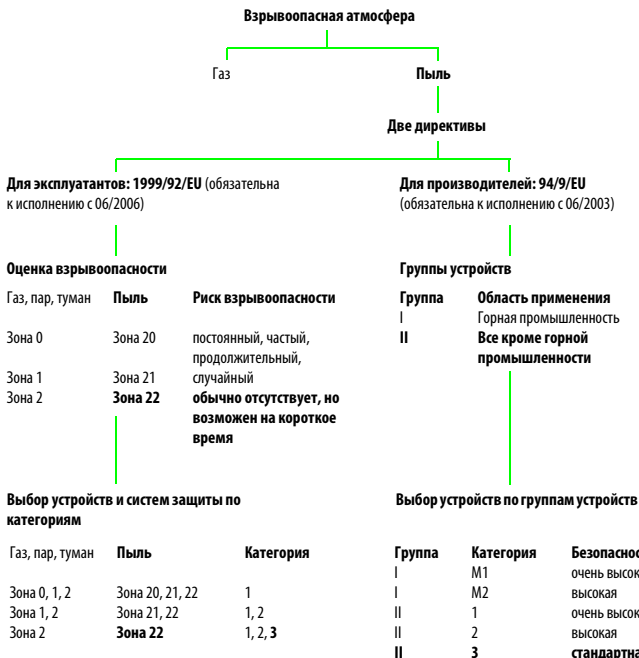 Взрывоопасная атмосфера
Газ
Пыль
Две директивы
Для эксплуатантов: 1999/92/EU (обязательна
к исполнению с 06/2006)
Для производителей: 94/9/EU
(обязательна к исполнению с 06/2003)
Оценка взрывоопасности
Газ, пар, туман Пыль Риск взрывоопасности
Зона 0 Зона 20 постоянный, частый,
продолжительный,
Зона 1 Зона 21 случайный
Зона 2 Зона 22 обычно отсутствует, но
возможен на короткое
время
Группы устройств
Группа Область применения
I Горная промышленность
II Все кроме горной
промышленности
Выбор устройств и систем защиты по
категориям
Газ, пар, туман Пыль Категория
Зона 0, 1, 2 Зона 20, 21, 22 1
Зона 1, 2 Зона 21, 22 1, 2
Зона 2 Зона 22 1, 2, 3
Выбор устройств по группам устройств
Группа Категория
I M1 очень
I M2 высокая
II 1 очень
II 2 высокая
II 3